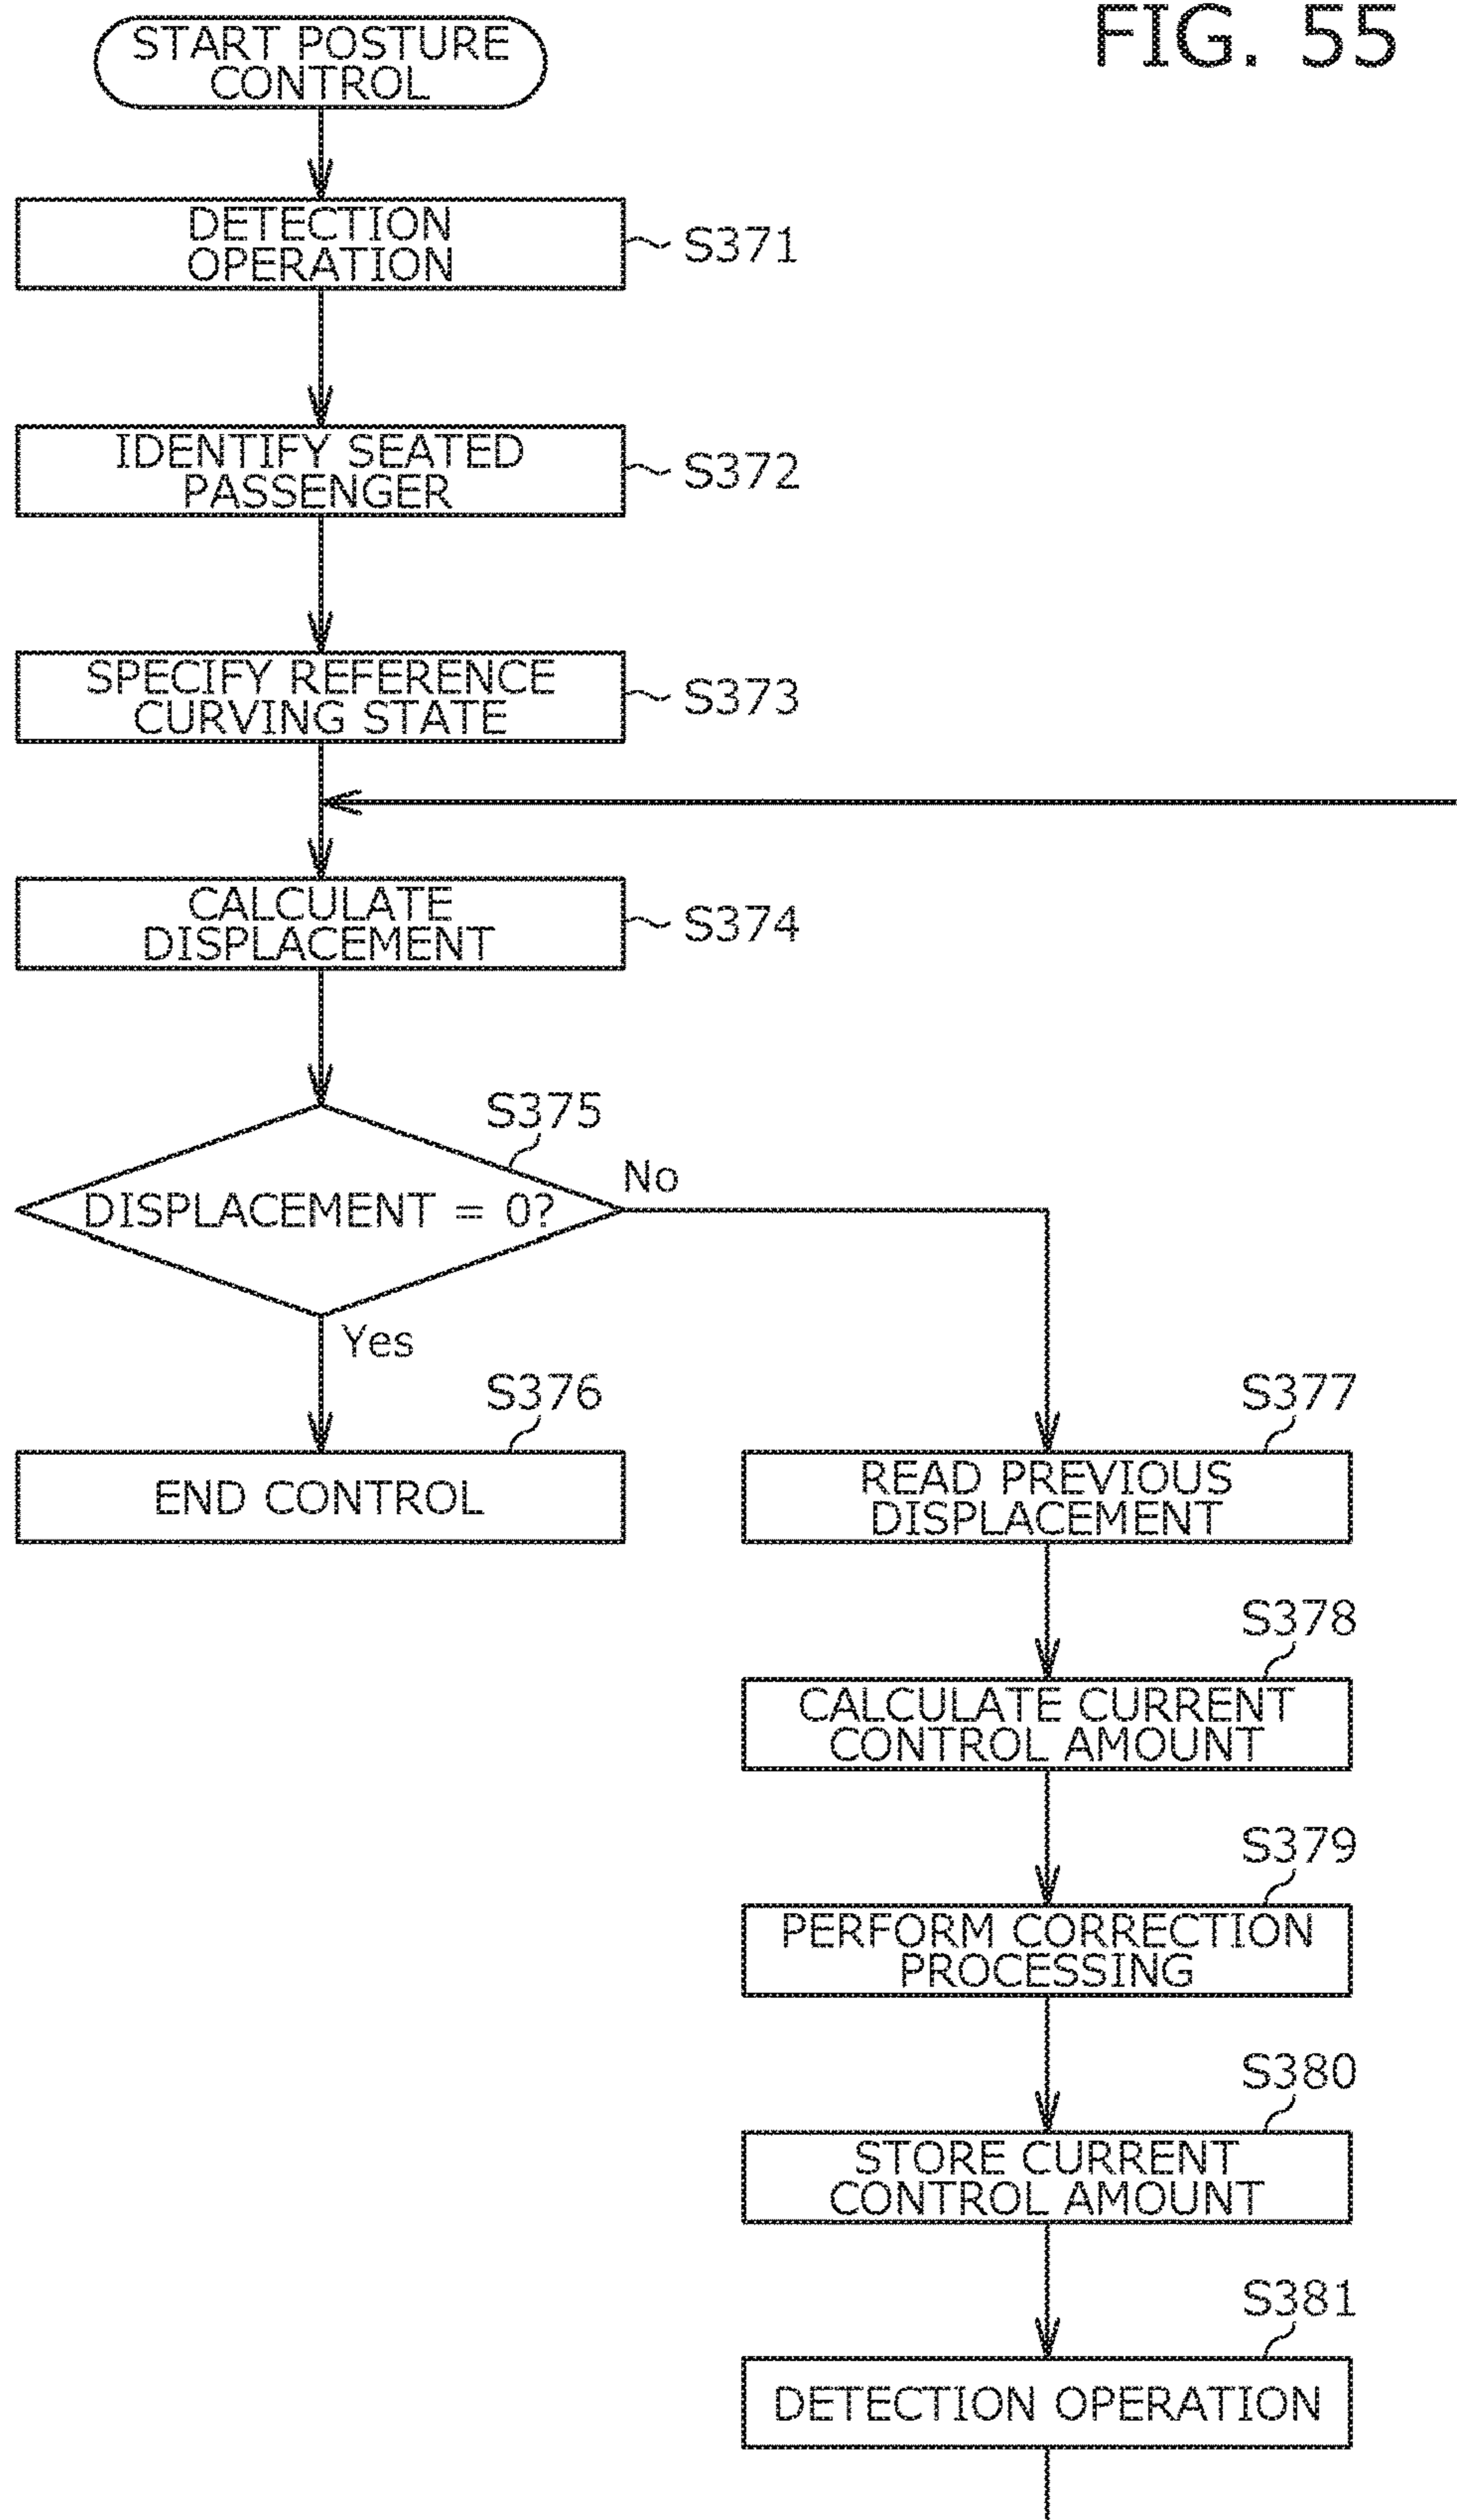 FIG. 55
START POSTURE
CONTROL
DETECTION
OPERATION
S371
IDENTIFY SEATED
PASSENGER
S372
SPECIFY REFERENCE
CURVING STATE
S373
CALCULATE
DISPLACEMENT
S374
S375
DISPLACEMENT = 0?
No
Yes
S376
END CONTROL
S377
READ PREVIOUS
DISPLACEMENT
S378
CALCULATE CURRENT
CONTROL AMOUNT
S379
PERFORM CORRECTION
PROCESSING
S380
STORE CURRENT
CONTROL AMOUNT
S381
DETECTION OPERATION